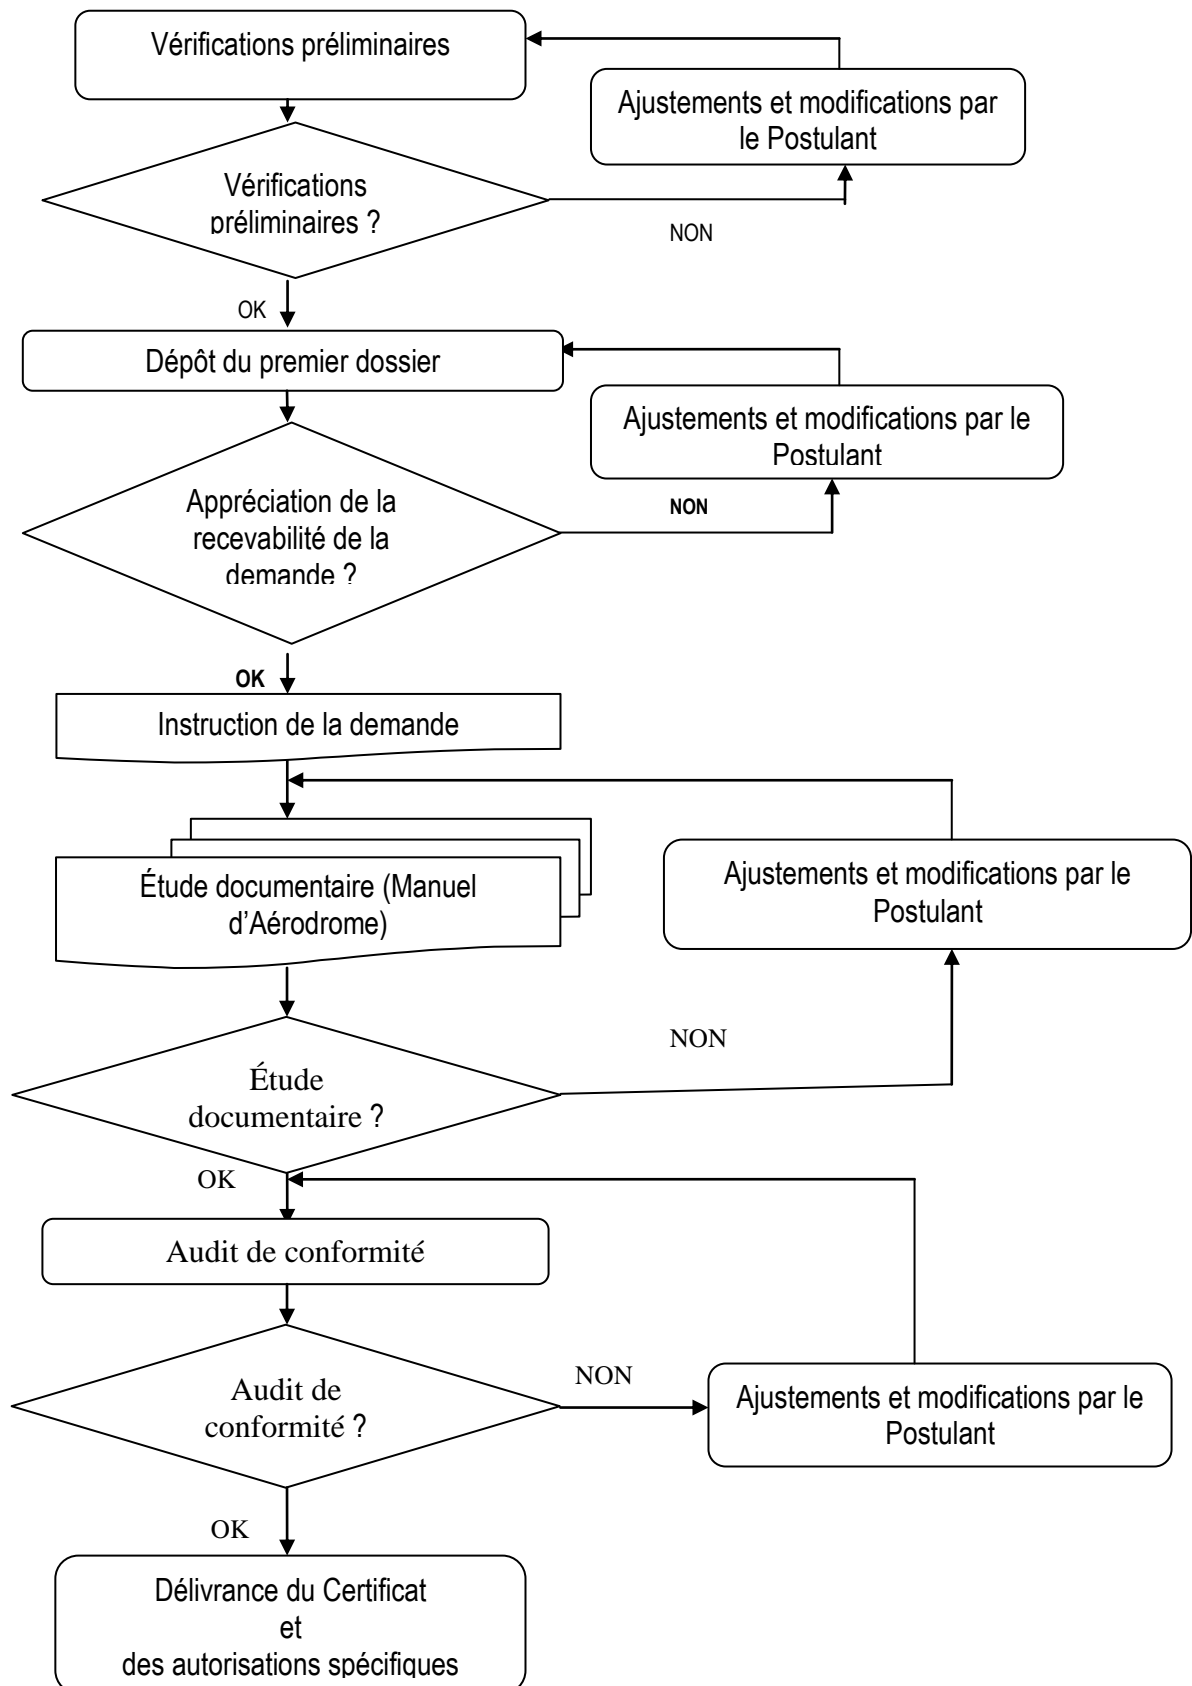 Vérifications préliminaires
Ajustements et modifications par
le Postulant
Vérifications
préliminaires ?
NON
OK
Dépôt du premier dossier
Ajustements et modifications par le
Postulant
Appréciation de la
recevabilité de la
demande ?
NON
OK
Instruction de la demande
Étude documentaire (Manuel
d’Aérodrome)
Ajustements et modifications par le
Postulant
NON
Étude
documentaire ?
OK
Audit de conformité
Audit de
conformité ?
NON
Ajustements et modifications par le
Postulant
OK
Délivrance du Certificat
et
des autorisations spécifiques